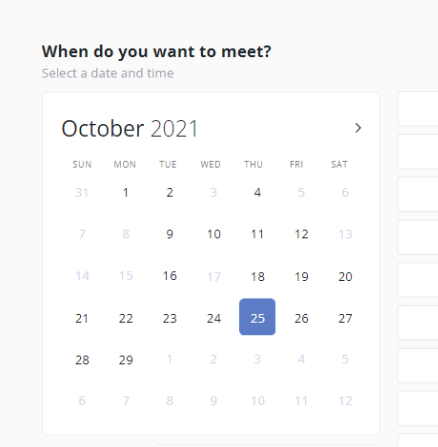 When do you want to meet?
Select a date and time
October 2021
SUN MON TUE WED THU FRI SAT
31 1 2 3 4 5 6
7 8 9 10 11 12 13
14 15 16 17 18 19 20
21 22 23 24 25 26 27
28 29 1 2 3 4 5
6 7 8 9 10 11 12